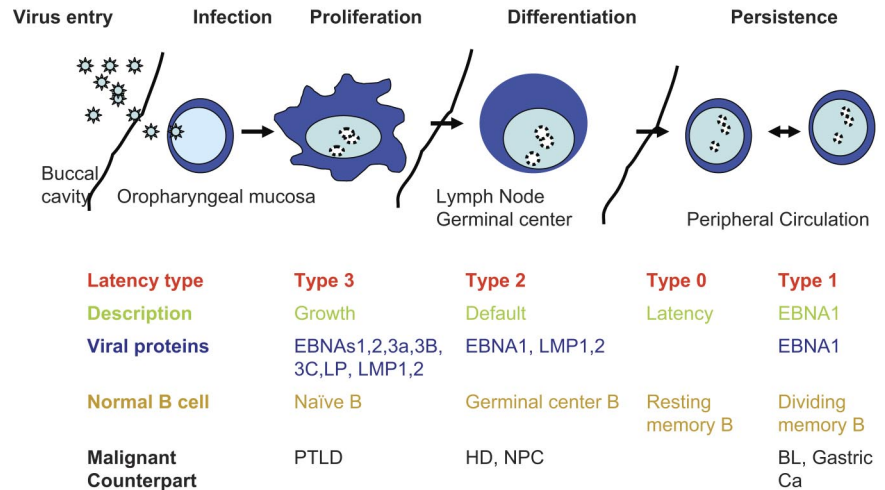 Virus entry Infection Proliferation Differentiation Persistence
Buccal
cavity
Oropharyngeal mucosa
Lymph Node
Germinal center
Peripheral Circulation
Latency type Type 3 Type 2 Type 0 Type 1
Description Growth Default Latency EBNA1
Viral proteins EBNAs1,2,3a,3B, EBNA1, LMP1,2 EBNA1
3C,LP, LMP1,2
Normal B cell Naïve B Germinal center B Resting Dividing
memory B memory B
Malignant PTLD HD, NPC BL, Gastric
Counterpart Ca